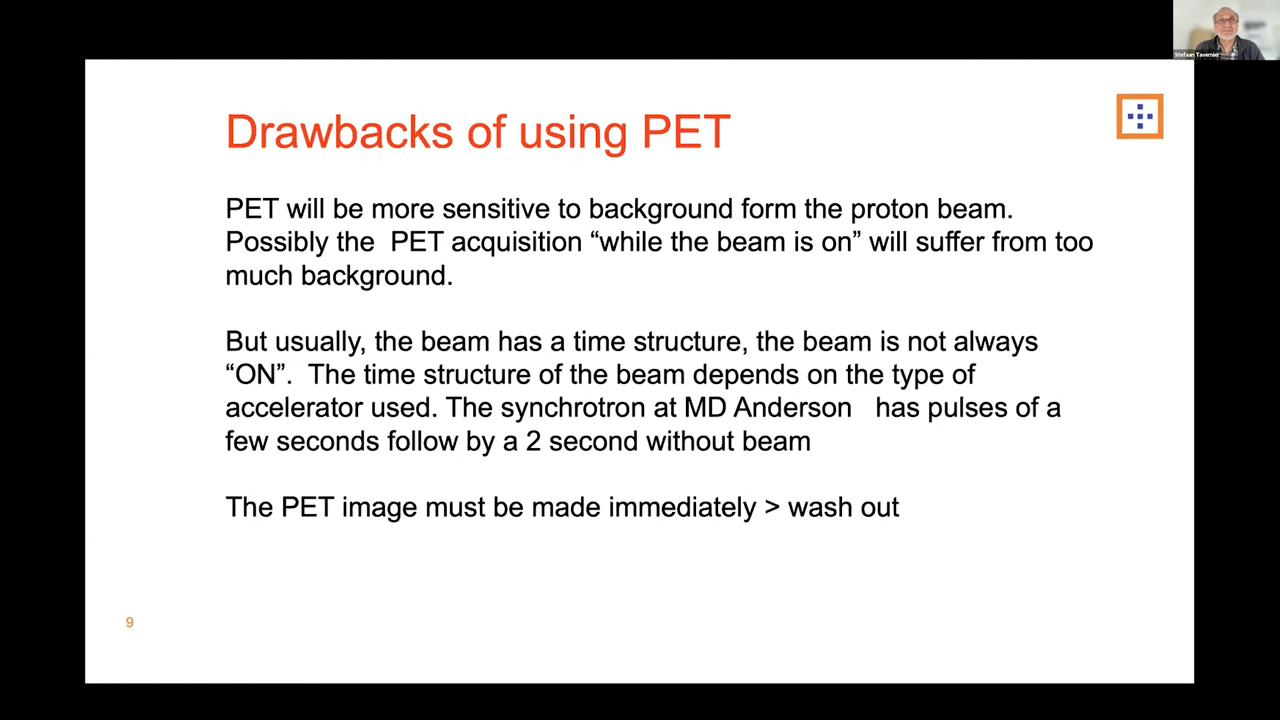 Stefaan Tavernier
Drawbacks of using PET
PET will be more sensitive to background form the proton beam.
Possibly the PET acquisition “while the beam is on” will suffer from too
much background.
But usually, the beam has a time structure, the beam is not always
“ON”. The time structure of the beam depends on the type of
accelerator used. The synchrotron at MD Anderson has pulses of a
few seconds follow by a 2 second without beam
The PET image must be made immediately > wash out
9